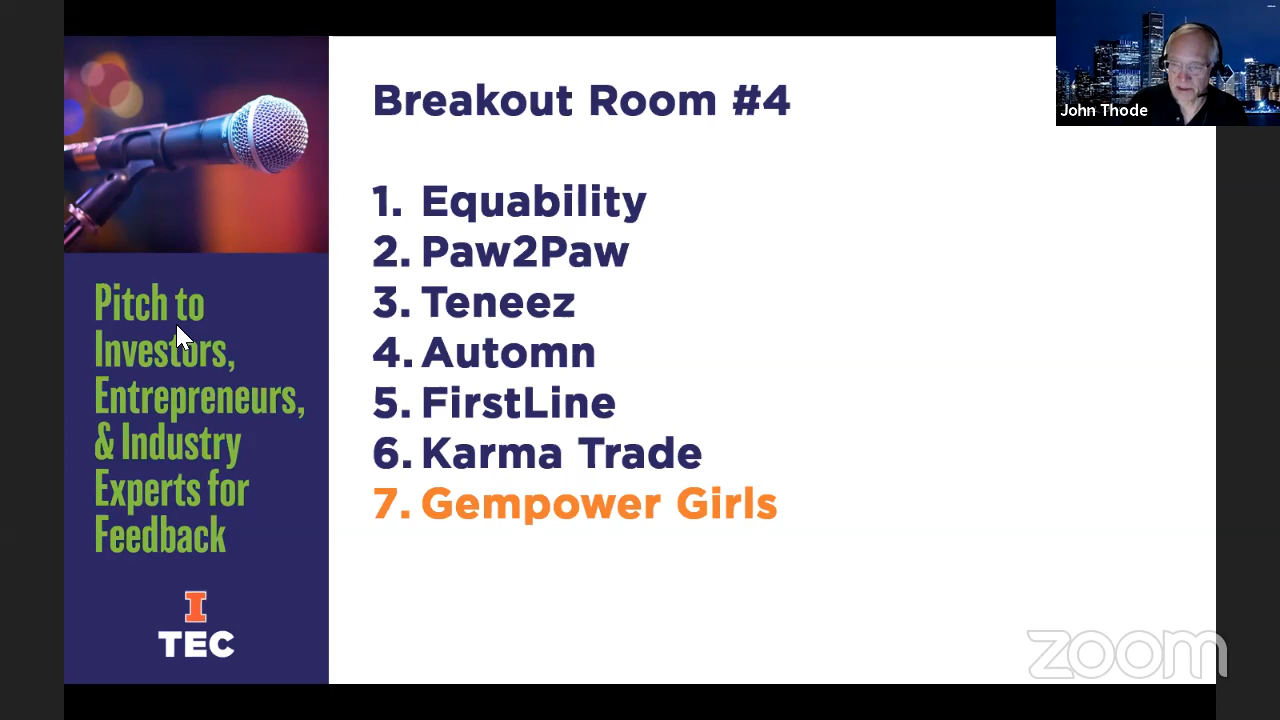 Breakout Room #4
John Thode
1. Equability
2. Paw2Paw
3. Teneez
4. Automn
5. FirstLine
6. Karma Trade
7. Gempower Girls
Pitch to
Investors,
Entrepreneurs,
& Industry
Experts for
Feedback
I
TEC
zoom